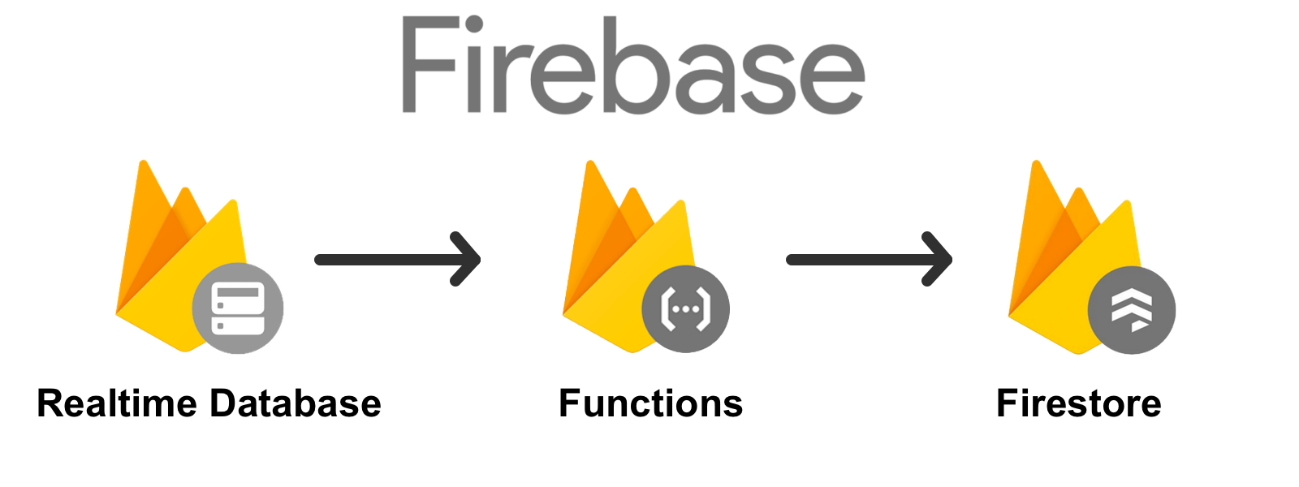 Firebase
Realtime Database
Functions
Firestore